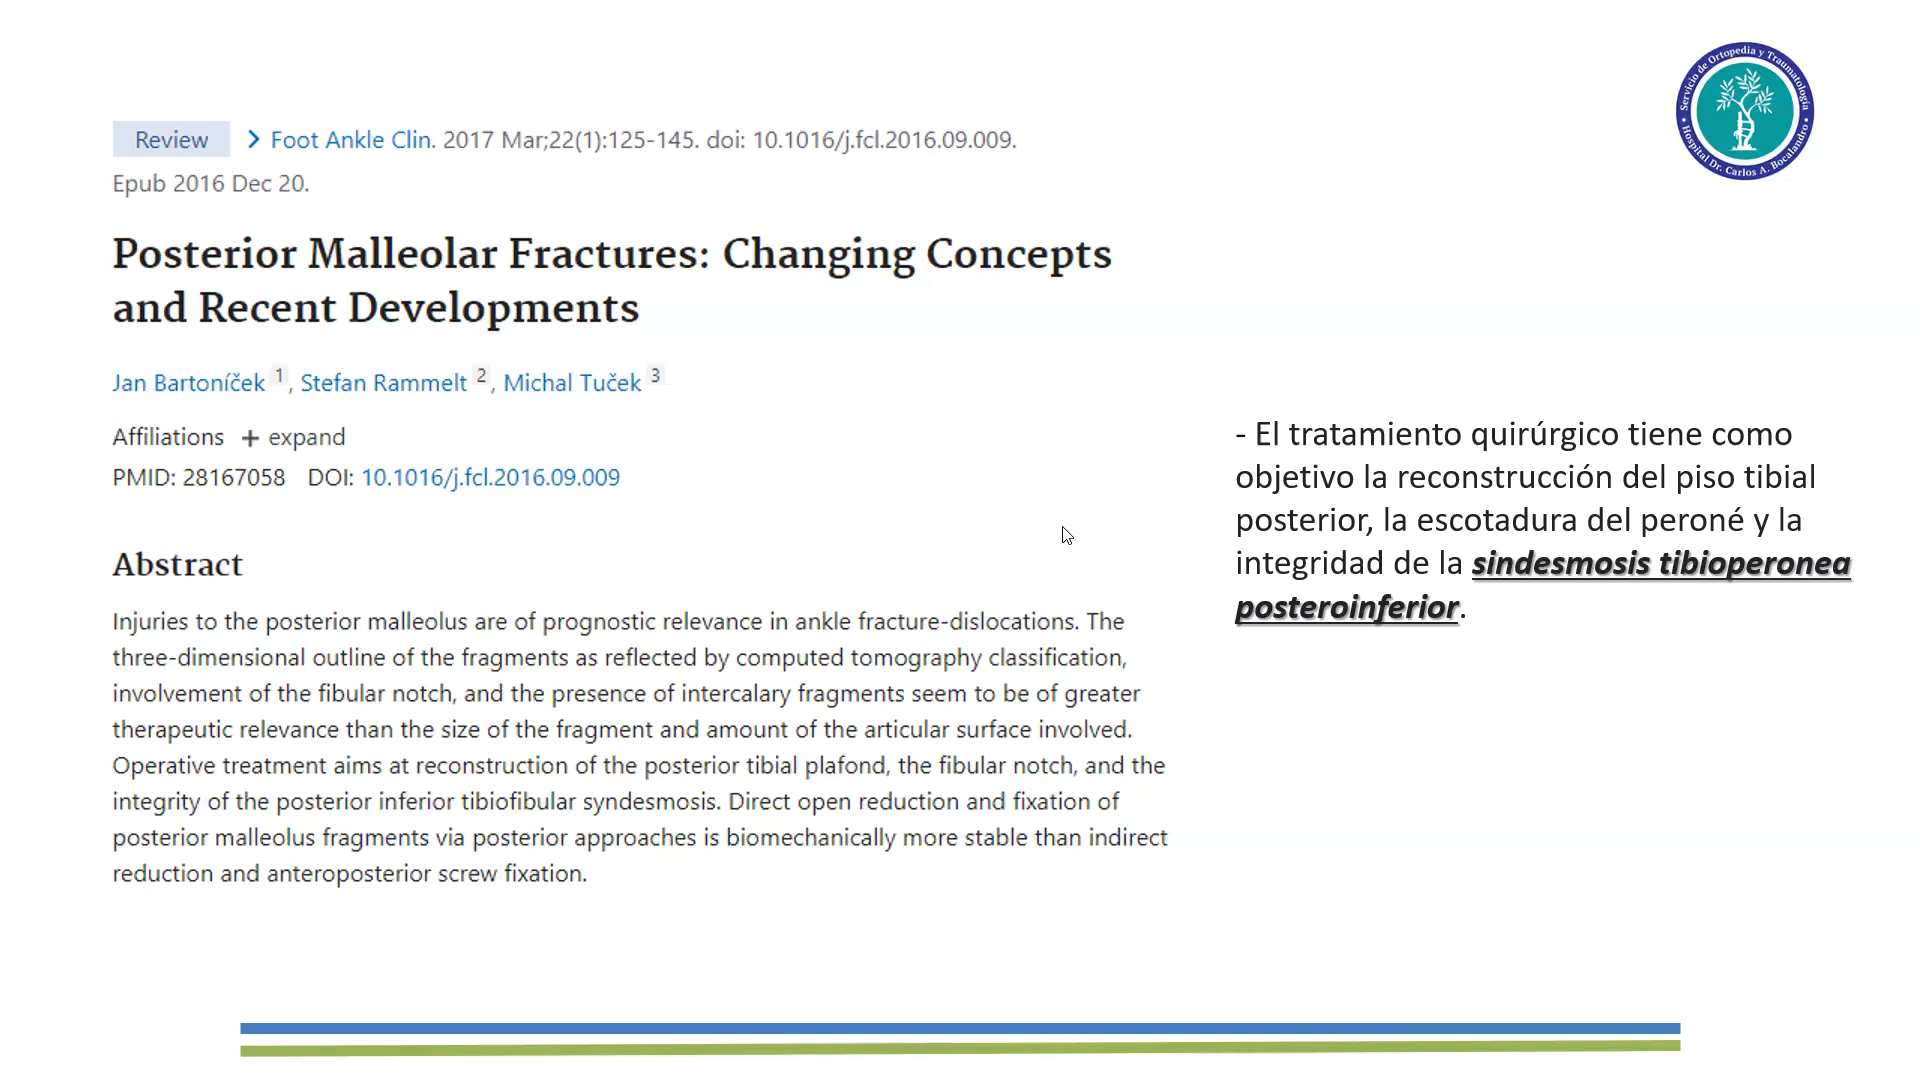 Servicio de Ortopedia y Traumatología
• Hospital Dr. Carlos A. Bocalandro •
Review > Foot Ankle Clin. 2017 Mar;22(1):125-145. doi: 10.1016/j.fcl.2016.09.009.
Epub 2016 Dec 20.
Posterior Malleolar Fractures: Changing Concepts
and Recent Developments
Jan Bartoníček 1, Stefan Rammelt 2, Michal Tuček 3
Affiliations + expand
PMID: 28167058 DOI: 10.1016/j.fcl.2016.09.009
Abstract
Injuries to the posterior malleolus are of prognostic relevance in ankle fracture-dislocations. The
three-dimensional outline of the fragments as reflected by computed tomography classification,
involvement of the fibular notch, and the presence of intercalary fragments seem to be of greater
therapeutic relevance than the size of the fragment and amount of the articular surface involved.
Operative treatment aims at reconstruction of the posterior tibial plafond, the fibular notch, and the
integrity of the posterior inferior tibiofibular syndesmosis. Direct open reduction and fixation of
posterior malleolus fragments via posterior approaches is biomechanically more stable than indirect
reduction and anteroposterior screw fixation.
- El tratamiento quirúrgico tiene como
objetivo la reconstrucción del piso tibial
posterior, la escotadura del peroné y la
integridad de la sindesmosis tibioperonea
posteroinferior.